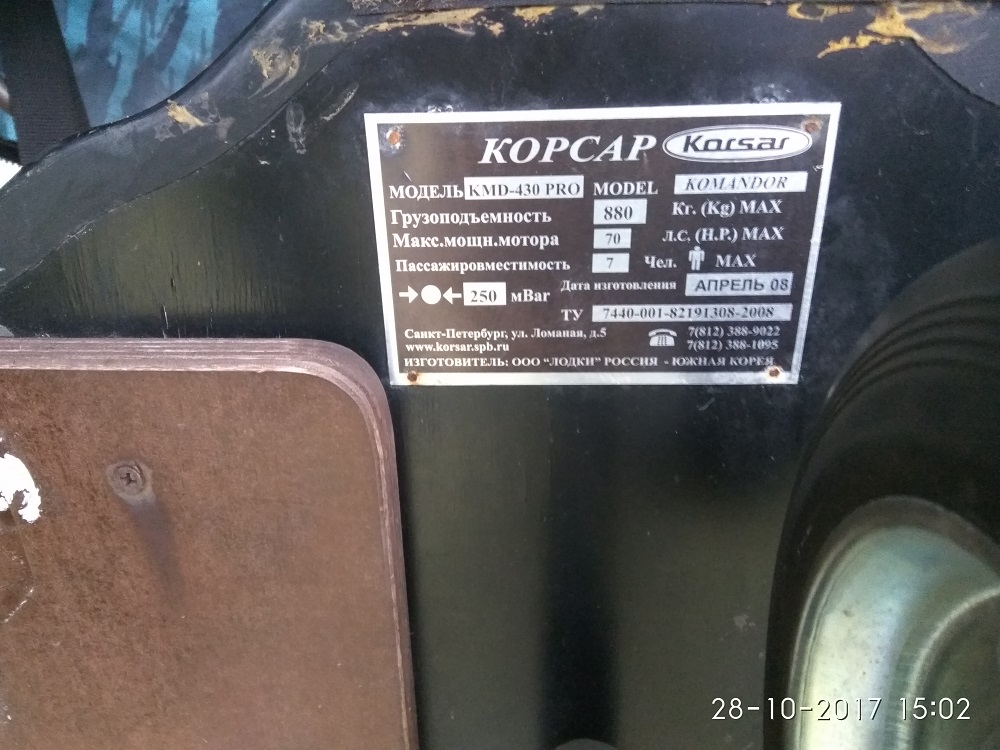 КОРСАР Korsar
МОДЕЛЬ KMD-430 PRO MODEL KOMANDOR
Грузоподъемность 880 Кг. (Kg) MAX
Макс.мощн.мотора 70 л.с. (H.P.) MAX
Пассажировместимость 7 Чел. MAX
250 мBar Дата изготовления АПРЕЛЬ 08
ТУ 7440-001-82191308-2008
Санкт-Петербург, ул. Ломаная, д.5 7(812) 388-9022
www.korsar.spb.ru 7(812) 388-1095
ИЗГОТОВИТЕЛЬ: ООО "ЛОДКИ" РОССИЯ - ЮЖНАЯ КОРЕЯ
28-10-2017 15:02